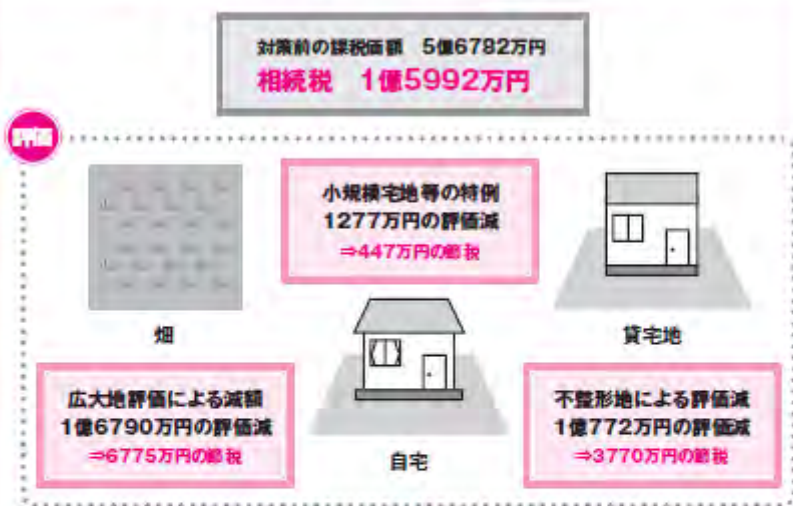 対策前の課税価額 5億6782万円
相続税 1億5992万円
評価
小規模宅地等の特例
1277万円の評価減
⇒447万円の節税
畑
貸宅地
広大地評価による減額
1億6790万円の評価減
⇒6775万円の節税
自宅
不整形地による評価減
1億772万円の評価減
⇒3770万円の節税